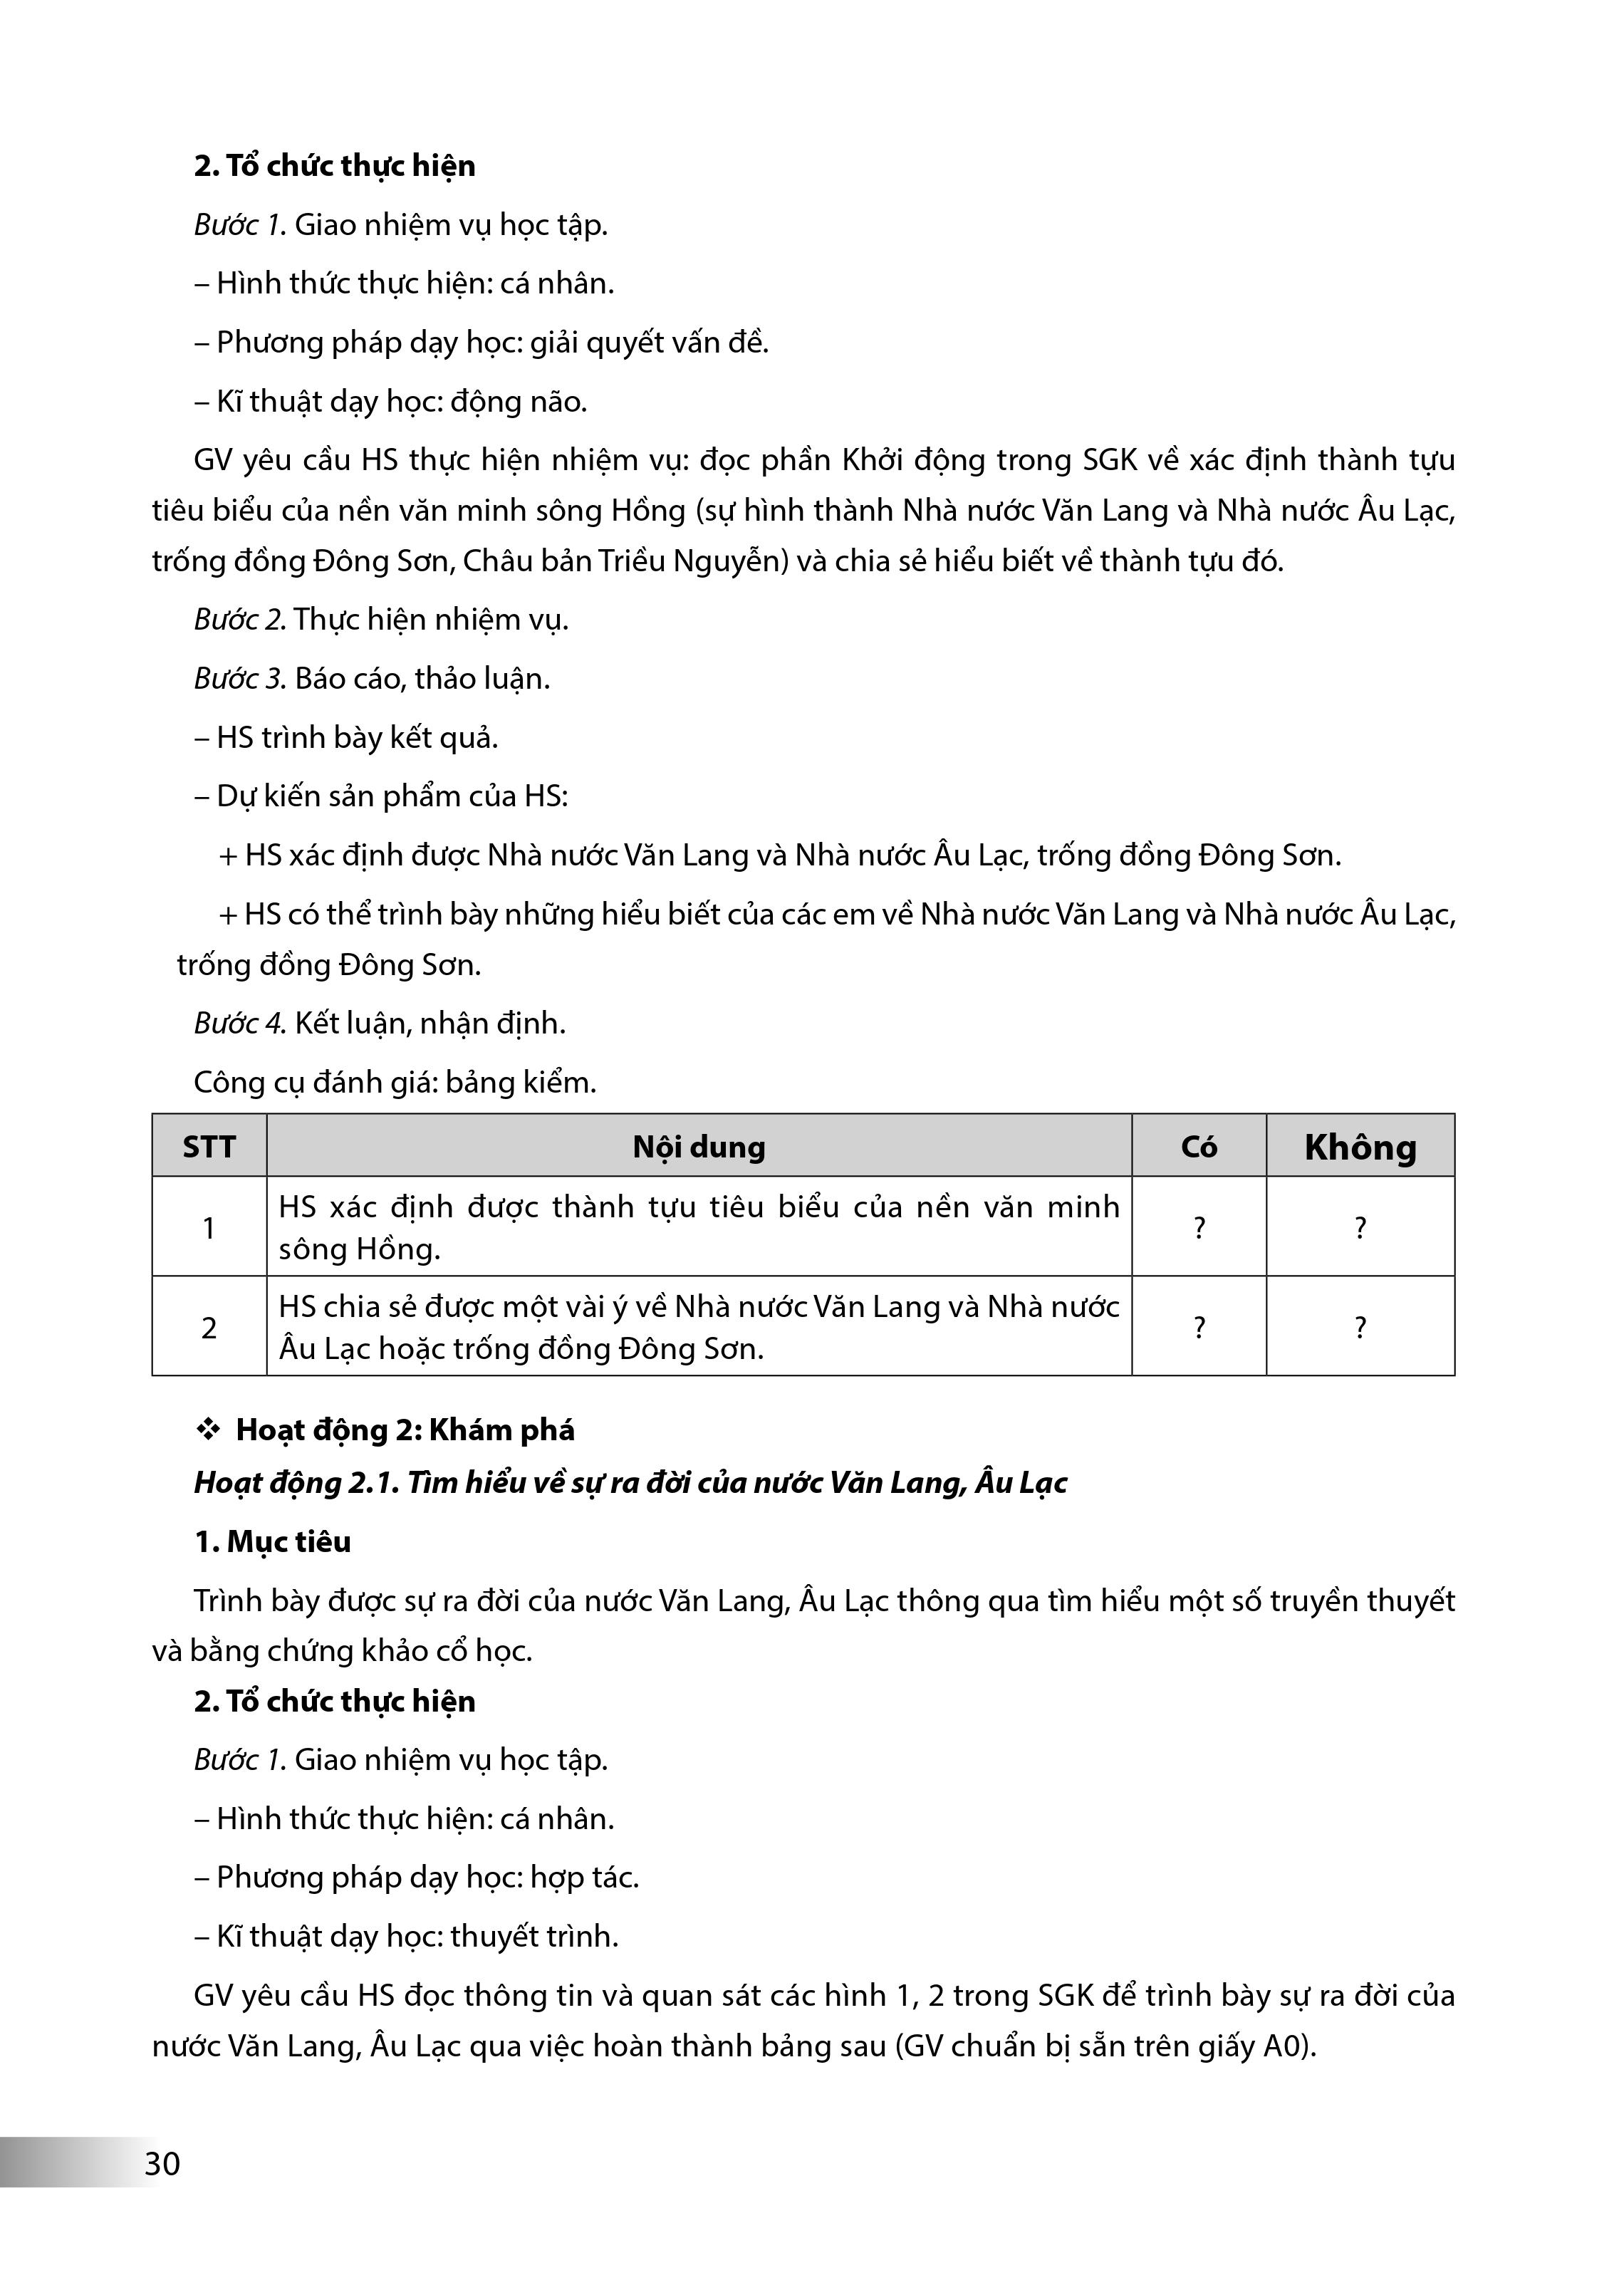 2. Tổ chức thực hiện
Bước 1. Giao nhiệm vụ học tập.
– Hình thức thực hiện: cá nhân.
– Phương pháp dạy học: giải quyết vấn đề.
– Kĩ thuật dạy học: động não.
GV yêu cầu HS thực hiện nhiệm vụ: đọc phần Khởi động trong SGK về xác định thành tựu
tiêu biểu của nền văn minh sông Hồng (sự hình thành Nhà nước Văn Lang và Nhà nước Âu Lạc,
trống đồng Đông Sơn, Châu bản Triều Nguyễn) và chia sẻ hiểu biết về thành tựu đó.
Bước 2. Thực hiện nhiệm vụ.
Bước 3. Báo cáo, thảo luận.
– HS trình bày kết quả.
– Dự kiến sản phẩm của HS:
+ HS xác định được Nhà nước Văn Lang và Nhà nước Âu Lạc, trống đồng Đông Sơn.
+ HS có thể trình bày những hiểu biết của các em về Nhà nước Văn Lang và Nhà nước Âu Lạc,
trống đồng Đông Sơn.
Bước 4. Kết luận, nhận định.
Công cụ đánh giá: bảng kiểm.
STT Nội dung Có Không
1 HS xác định được thành tựu tiêu biểu của nền văn minh
sông Hồng. ? ?
2 HS chia sẻ được một vài ý về Nhà nước Văn Lang và Nhà nước
Âu Lạc hoặc trống đồng Đông Sơn. ? ?
❖ Hoạt động 2: Khám phá
Hoạt động 2.1. Tìm hiểu về sự ra đời của nước Văn Lang, Âu Lạc
1. Mục tiêu
Trình bày được sự ra đời của nước Văn Lang, Âu Lạc thông qua tìm hiểu một số truyền thuyết
và bằng chứng khảo cổ học.
2. Tổ chức thực hiện
Bước 1. Giao nhiệm vụ học tập.
– Hình thức thực hiện: cá nhân.
– Phương pháp dạy học: hợp tác.
– Kĩ thuật dạy học: thuyết trình.
GV yêu cầu HS đọc thông tin và quan sát các hình 1, 2 trong SGK để trình bày sự ra đời của
nước Văn Lang, Âu Lạc qua việc hoàn thành bảng sau (GV chuẩn bị sẵn trên giấy A0).
30